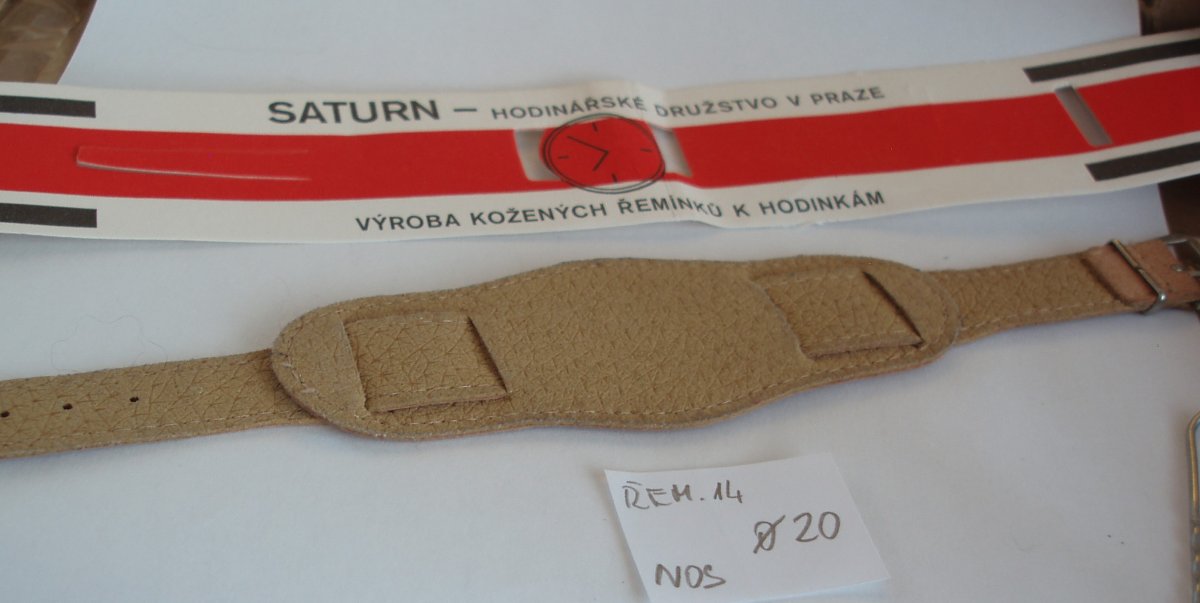 SATURN — HODINÁŘSKÉ DRUŽSTVO V PRAZE
VÝROBA KOŽENÝCH ŘEMÍNKŮ K HODINKÁM
ŘEM. 14
Ø 20
NOS